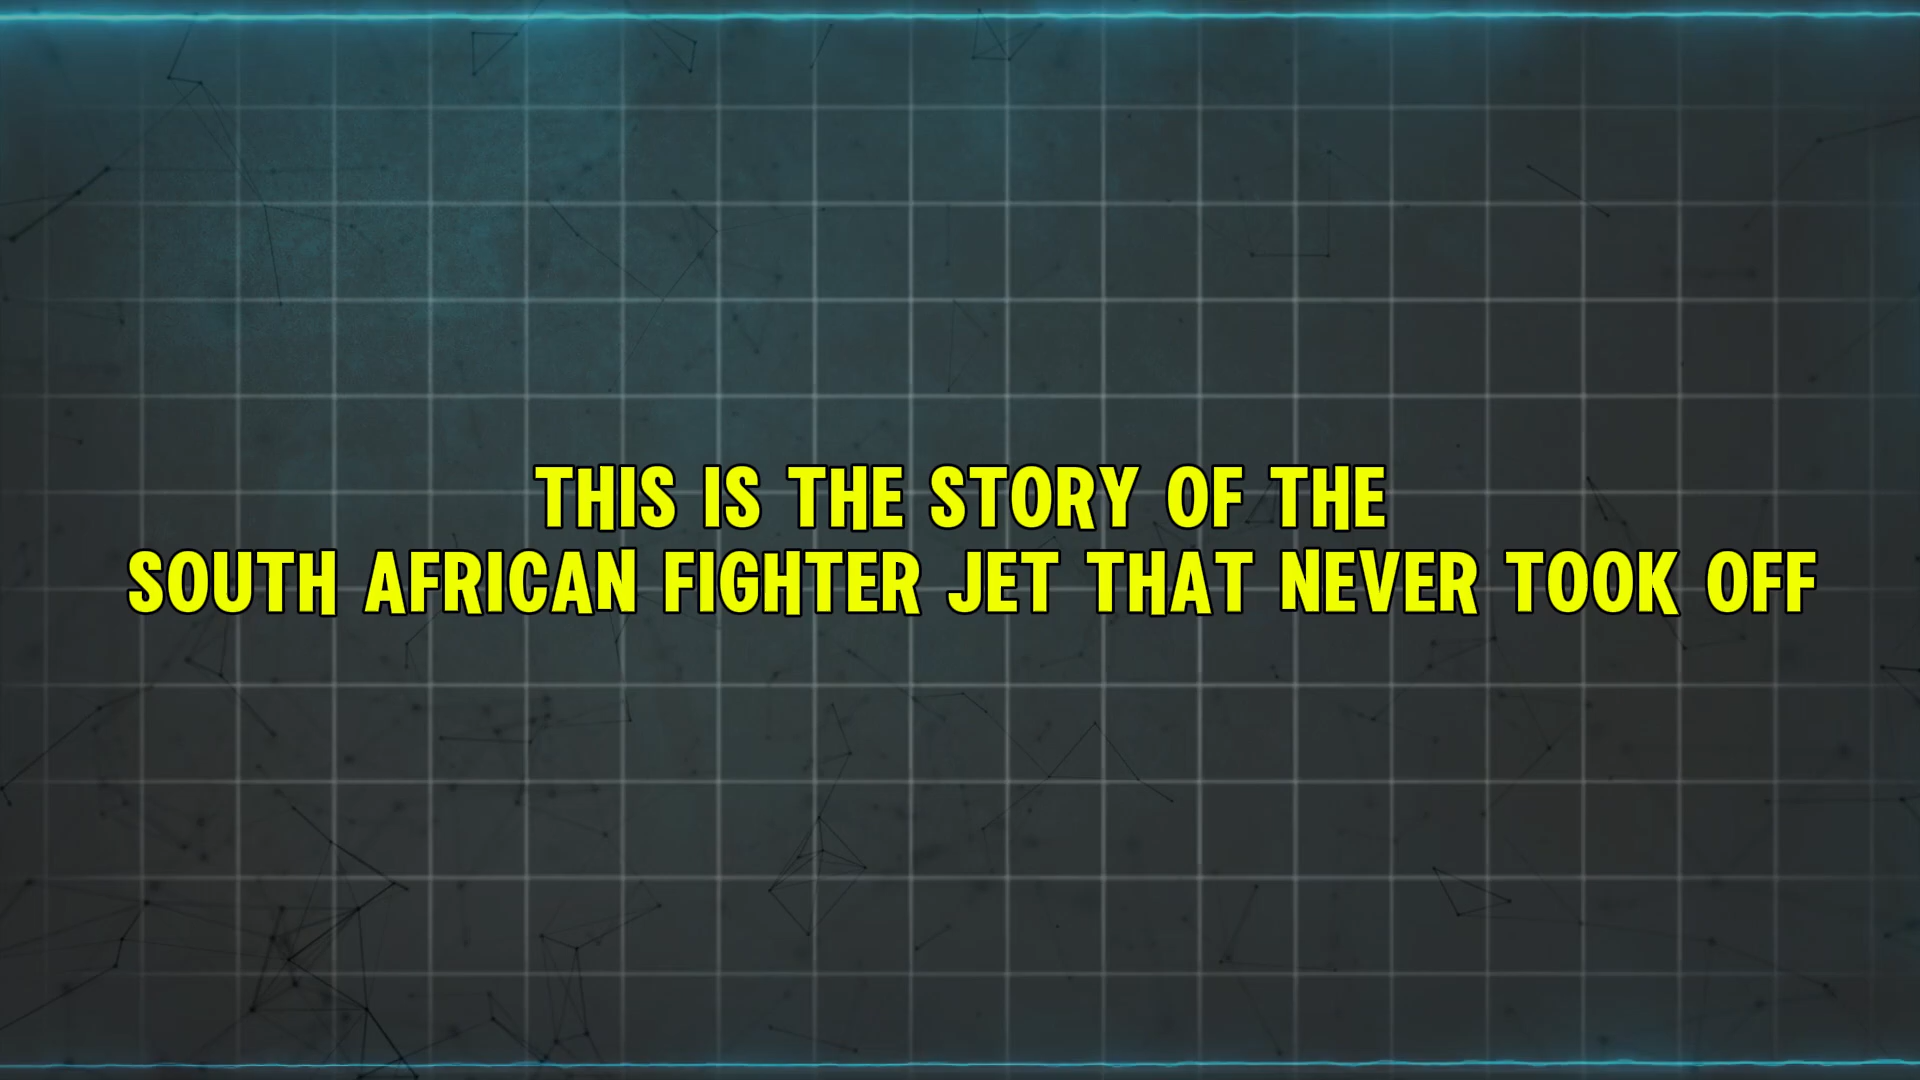 THIS IS THE STORY OF THE
SOUTH AFRICAN FIGHTER JET THAT NEVER TOOK OFF